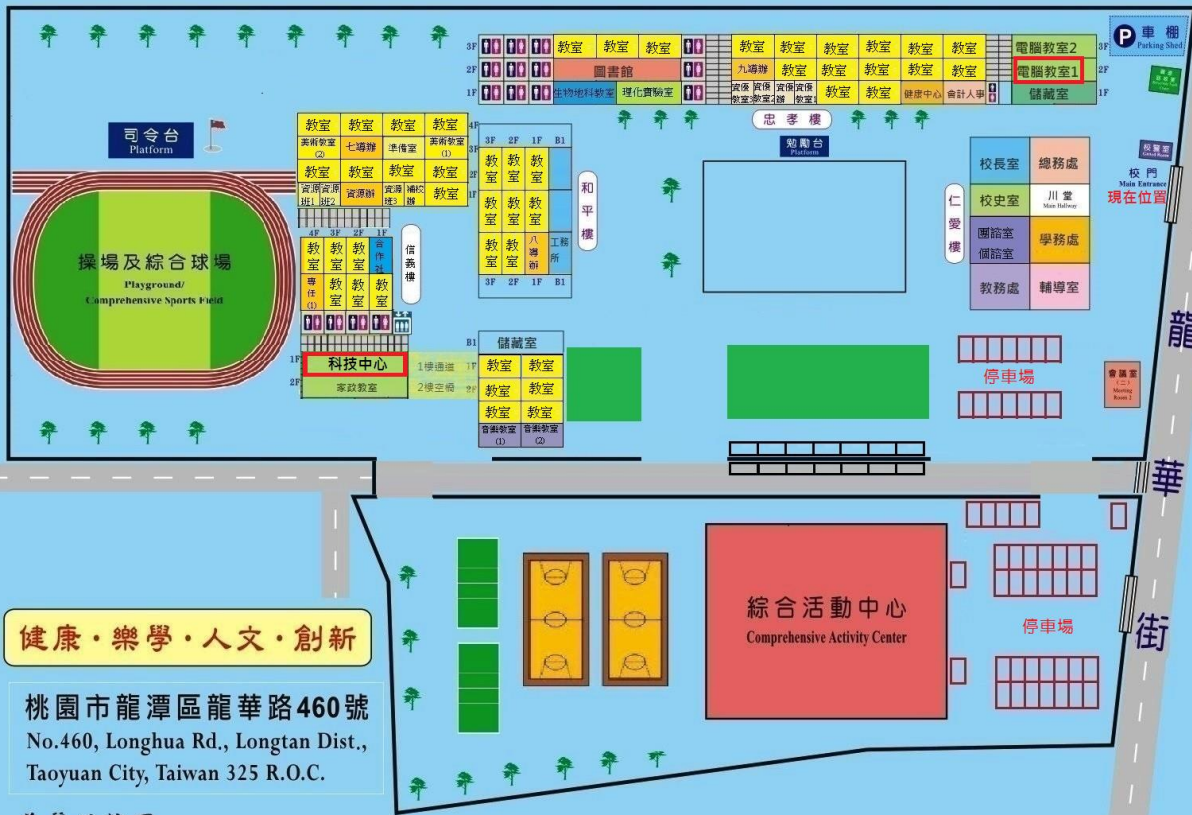 P 車棚
Parking Shed
3F 教室 教室 教室 教室 教室 教室 教室 教室 教室 電腦教室2 3F
2F 圖書館 九導辦 教室 教室 教室 教室 教室 電腦教室1 2F
1F 生物地科教室 理化實驗室 資優教室3 資優教室2 資優辦 資優教室1 教室 教室 健康中心 會計人事 儲藏室 1F
忠孝樓
司令台
Platform
勉勵台
Platform
校警室
Guard Room
校門
Main Entrance
現在位置
教室 教室 教室 教室 4F
美術教室(2) 七導辦 準備室 美術教室(1) 3F
教室 教室 教室 教室 2F
資源班1 資源班2 資源辦 資源班3 補校辦 教室 1F
3F 2F 1F B1
教室 教室 教室
教室 教室 教室
教室 教室 八導辦 工務所
3F 2F 1F B1
和平樓
4F 3F 2F 1F
教室 教室 教室 合作社
專任(1) 教室 教室 教室
信義樓
仁愛樓
校長室 總務處
校史室 川堂
Main Hallway
團諮室
個諮室
學務處
教務處 輔導室
操場及綜合球場
Playground/
Comprehensive Sports Field
1F 科技中心 1樓通道
2F 家政教室 2樓空橋
B1 儲藏室
1F 教室 教室
2F 教室 教室
教室 教室
音樂教室(1) 音樂教室(2)
停車場
會議室
(二)
Meeting
Room 2
龍華街
綜合活動中心
Comprehensive Activity Center
停車場
健康・樂學・人文・創新
桃園市龍潭區龍華路460號
No.460, Longhua Rd., Longtan Dist.,
Taoyuan City, Taiwan 325 R.O.C.